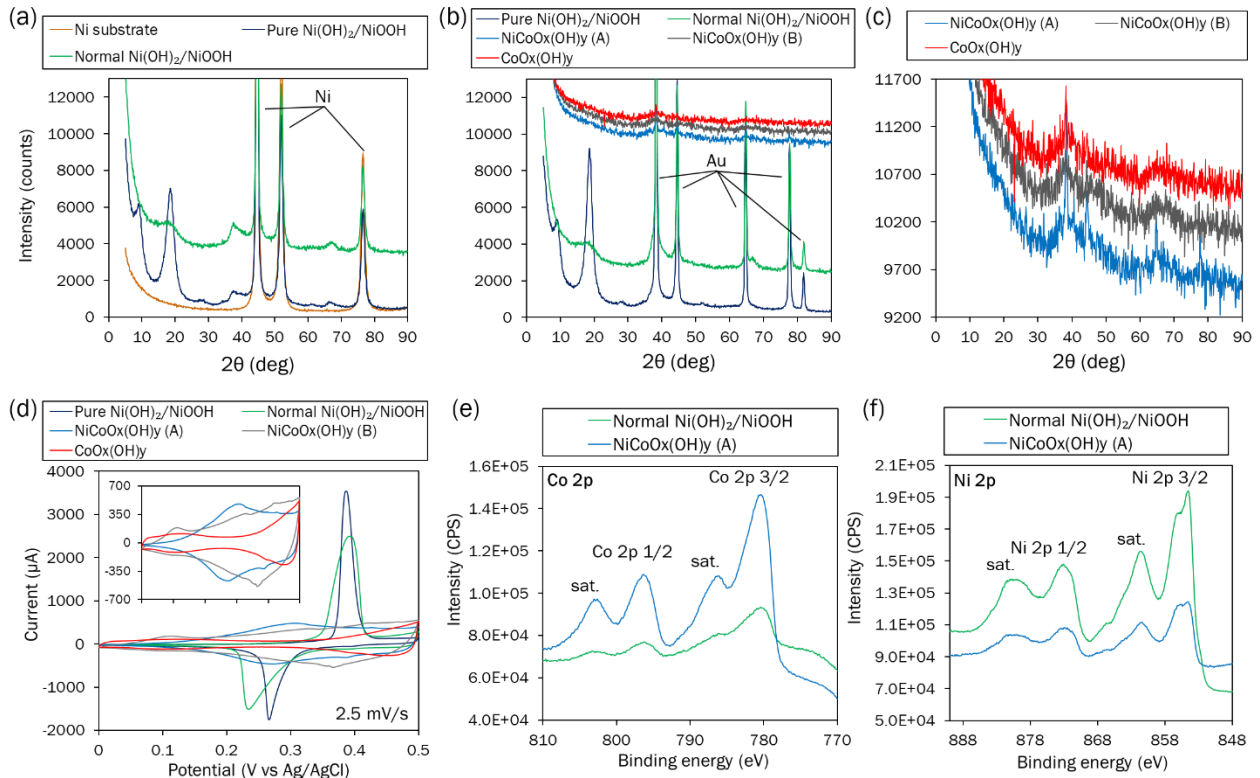 (a)
Ni substrate
Pure Ni(OH)₂/NiOOH
Normal Ni(OH)₂/NiOOH
12000
10000
8000
6000
4000
2000
0
Intensity (counts)
Ni
0 10 20 30 40 50 60 70 80 90
2θ (deg)
(b)
Pure Ni(OH)₂/NiOOH
Normal Ni(OH)₂/NiOOH
NiCoOx(OH)y (A)
NiCoOx(OH)y (B)
CoOx(OH)y
12000
10000
8000
6000
4000
2000
0
Au
0 10 20 30 40 50 60 70 80 90
2θ (deg)
(c)
NiCoOx(OH)y (A)
NiCoOx(OH)y (B)
CoOx(OH)y
11700
11200
10700
10200
9700
9200
0 10 20 30 40 50 60 70 80 90
2θ (deg)
(d)
Pure Ni(OH)₂/NiOOH
Normal Ni(OH)₂/NiOOH
NiCoOx(OH)y (A)
NiCoOx(OH)y (B)
CoOx(OH)y
4000
3000
2000
1000
0
-1000
-2000
Current (µA)
700
350
0
-350
-700
2.5 mV/s
0 0.1 0.2 0.3 0.4 0.5
Potential (V vs Ag/AgCl)
(e)
Normal Ni(OH)₂/NiOOH
NiCoOx(OH)y (A)
1.6E+05
1.4E+05
1.2E+05
1.0E+05
8.0E+04
6.0E+04
4.0E+04
Intensity (CPS)
Co 2p
Co 2p 3/2
Co 2p 1/2
sat.
sat.
810 800 790 780 770
Binding energy (eV)
(f)
Normal Ni(OH)₂/NiOOH
NiCoOx(OH)y (A)
2.1E+05
1.9E+05
1.7E+05
1.5E+05
1.3E+05
1.1E+05
9.0E+04
7.0E+04
5.0E+04
Intensity (CPS)
Ni 2p
Ni 2p 3/2
Ni 2p 1/2
sat.
sat.
888 878 868 858 848
Binding energy (eV)